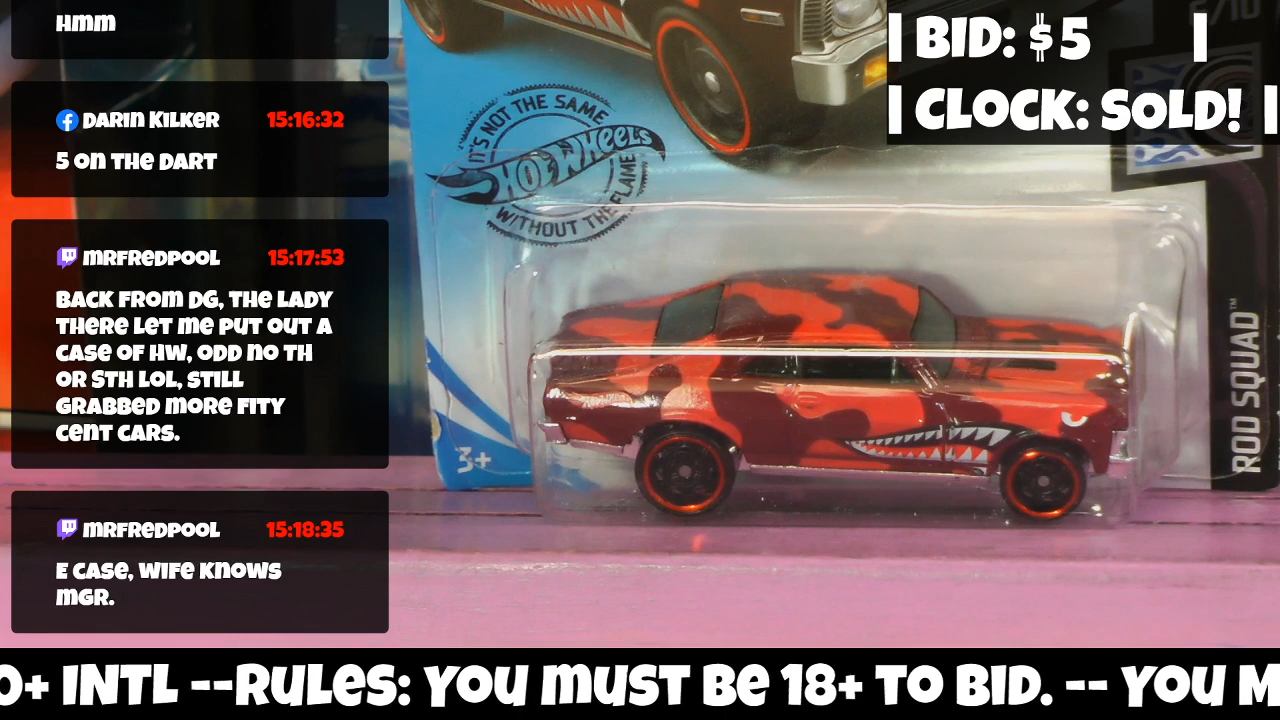 Hmm
Darin Kilker 15:16:32
5 on the Dart
mrfredpool 15:17:53
Back from DG, the lady
there let me put out a
case of HW, odd no TH
or STH lol, still
grabbed more fity
cent cars.
mrfredpool 15:18:35
E case, wife knows
mgr.
| BID: $5 |
| CLOCK: SOLD! |
IT'S NOT THE SAME
HOT WHEELS
WITHOUT THE FLAME
3+
ROD SQUAD™
0+ INTL --Rules: You must be 18+ to bid. -- You M